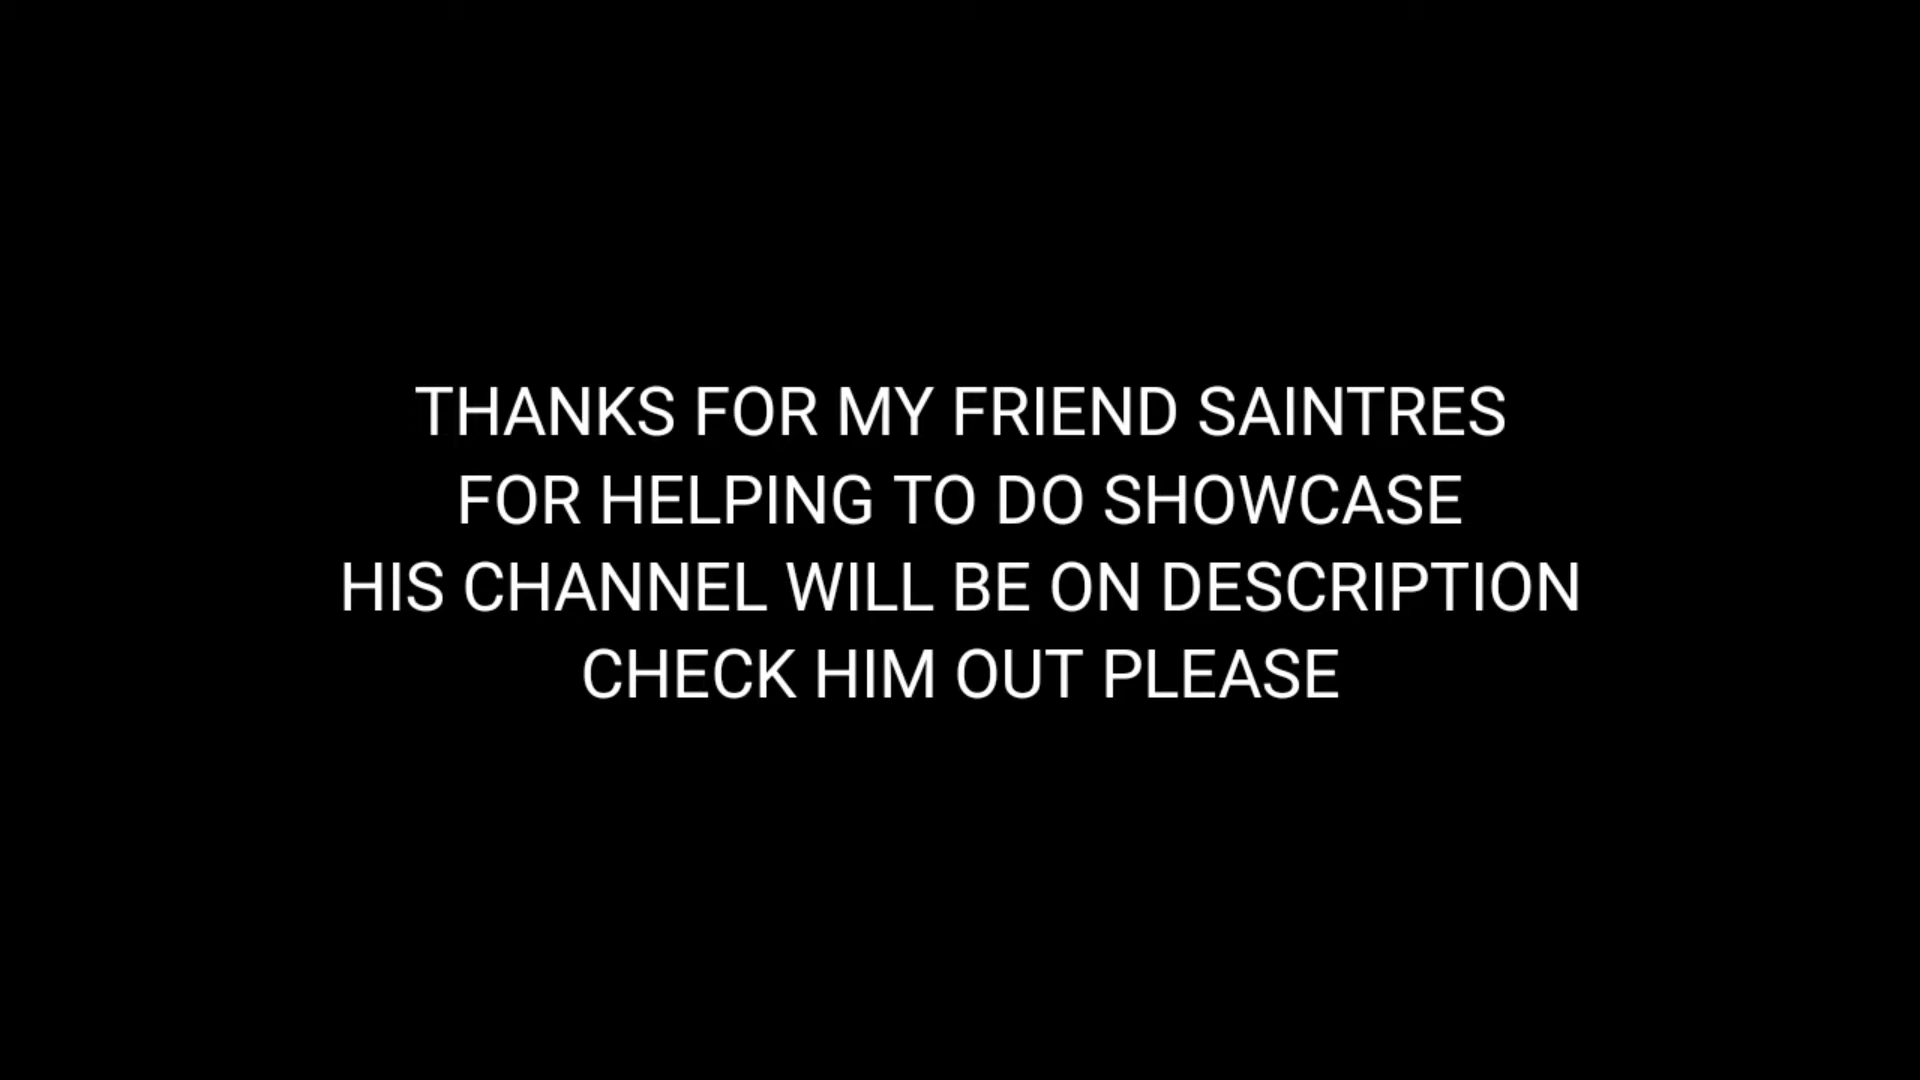 THANKS FOR MY FRIEND SAINTRES
FOR HELPING TO DO SHOWCASE
HIS CHANNEL WILL BE ON DESCRIPTION
CHECK HIM OUT PLEASE